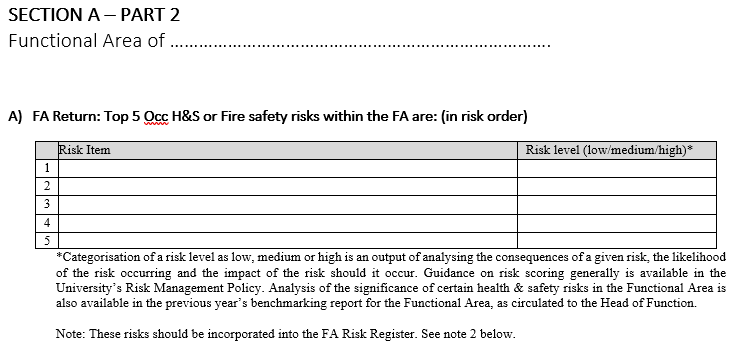 SECTION A – PART 2
Functional Area of ……………………………………………………………………………….
A) FA Return: Top 5 Occ H&S or Fire safety risks within the FA are: (in risk order)
Risk Item Risk level (low/medium/high)*
1
2
3
4
5
*Categorisation of a risk level as low, medium or high is an output of analysing the consequences of a given risk, the likelihood
of the risk occurring and the impact of the risk should it occur. Guidance on risk scoring generally is available in the
University's Risk Management Policy. Analysis of the significance of certain health & safety risks in the Functional Area is
also available in the previous year's benchmarking report for the Functional Area, as circulated to the Head of Function.
Note: These risks should be incorporated into the FA Risk Register. See note 2 below.